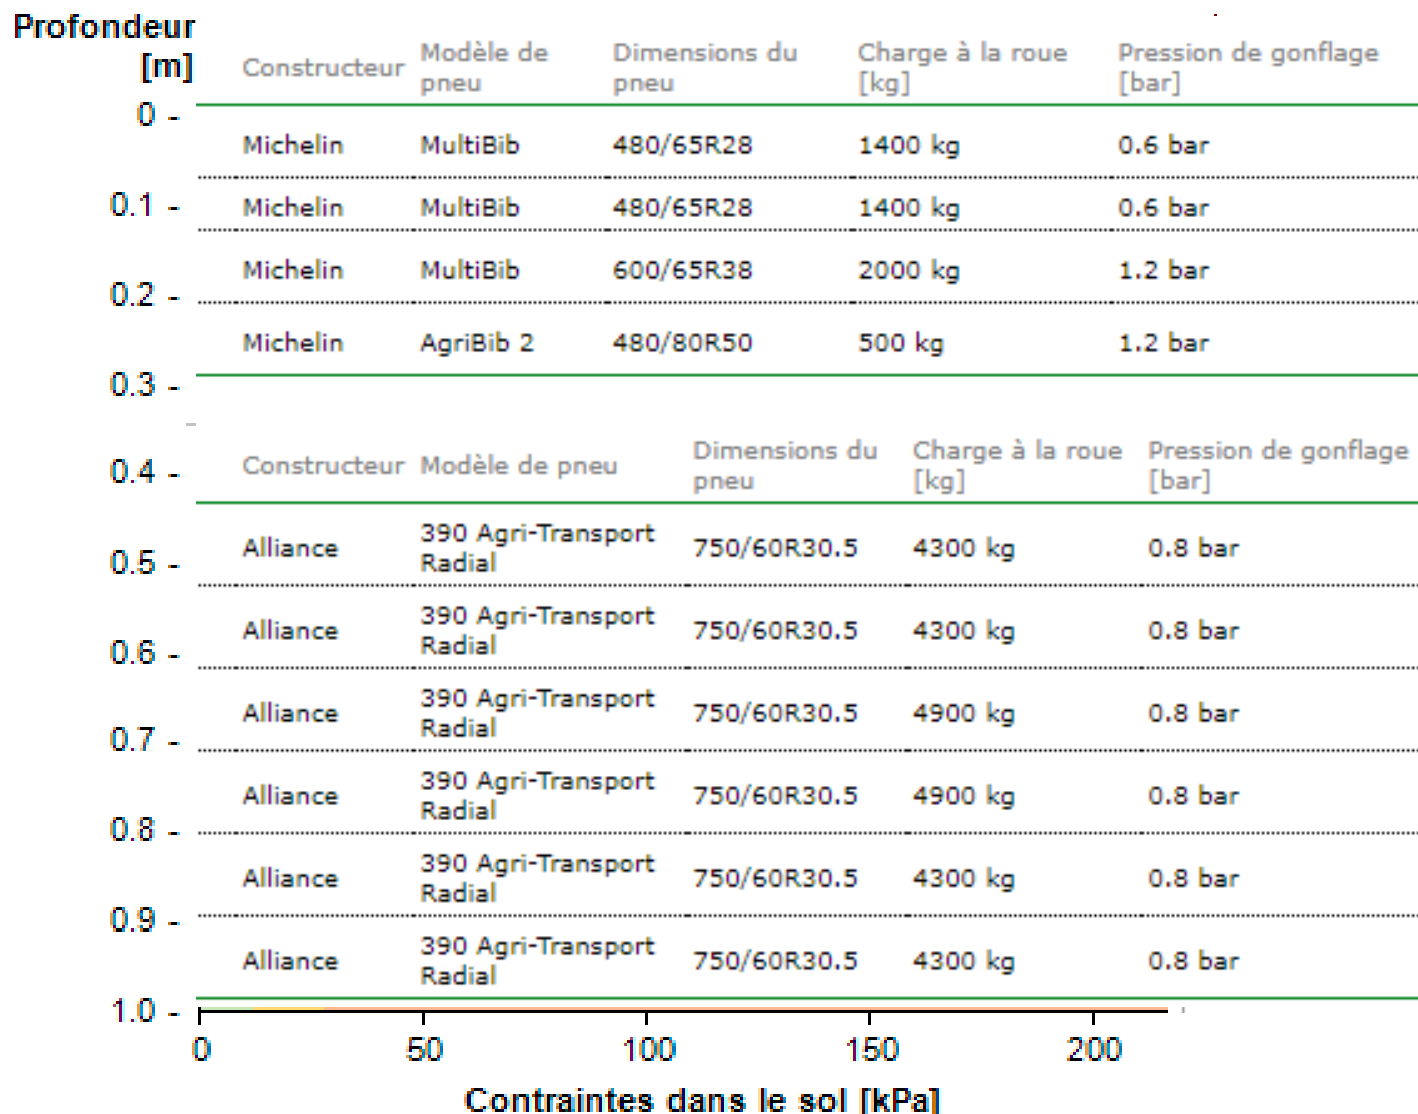 Profondeur
[m]
Constructeur Modèle de pneu Dimensions du pneu Charge à la roue [kg] Pression de gonflage [bar]
0 -
Michelin MultiBib 480/65R28 1400 kg 0.6 bar
0.1 -
Michelin MultiBib 480/65R28 1400 kg 0.6 bar
Michelin MultiBib 600/65R38 2000 kg 1.2 bar
0.2 -
Michelin AgriBib 2 480/80R50 500 kg 1.2 bar
0.3 -
0.4 -
Constructeur Modèle de pneu Dimensions du pneu Charge à la roue [kg] Pression de gonflage [bar]
0.5 -
Alliance 390 Agri-Transport Radial 750/60R30.5 4300 kg 0.8 bar
Alliance 390 Agri-Transport Radial 750/60R30.5 4300 kg 0.8 bar
0.6 -
Alliance 390 Agri-Transport Radial 750/60R30.5 4900 kg 0.8 bar
0.7 -
Alliance 390 Agri-Transport Radial 750/60R30.5 4900 kg 0.8 bar
0.8 -
Alliance 390 Agri-Transport Radial 750/60R30.5 4300 kg 0.8 bar
0.9 -
Alliance 390 Agri-Transport Radial 750/60R30.5 4300 kg 0.8 bar
1.0 -
0 50 100 150 200
Contraintes dans le sol [kPa]